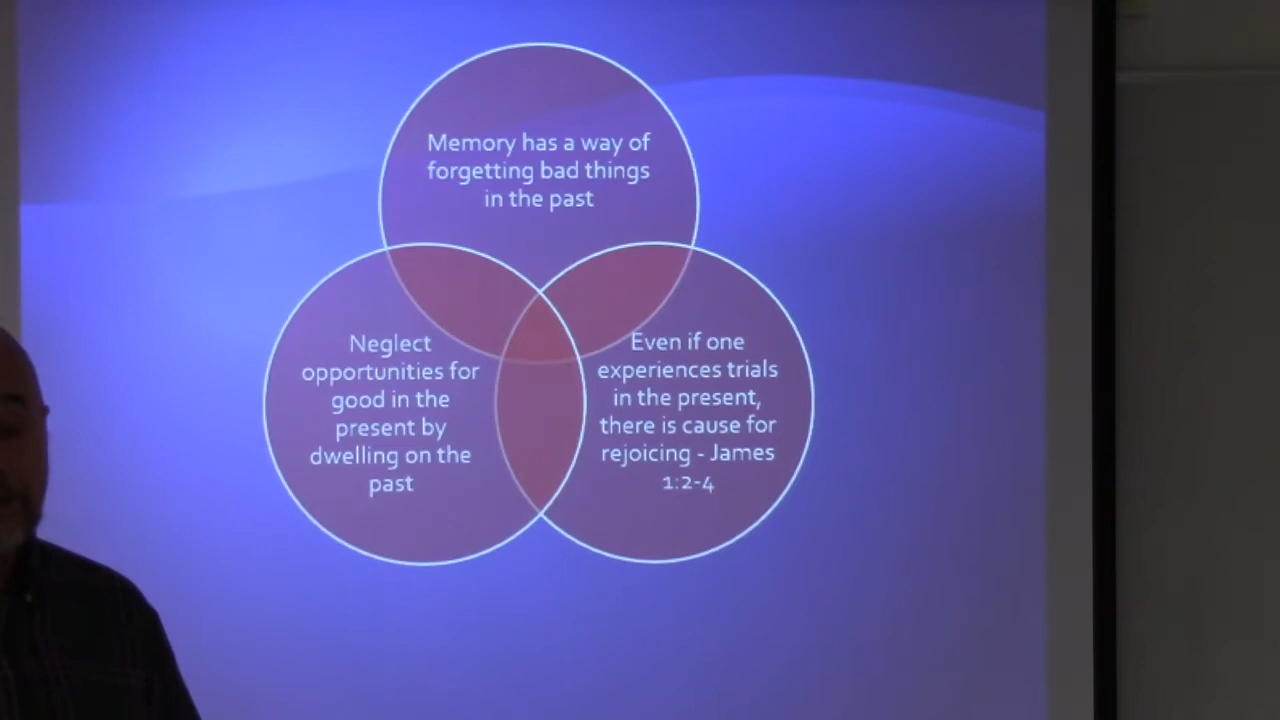 Memory has a way of
forgetting bad things
in the past
Neglect
opportunities for
good in the
present by
dwelling on the
past
Even if one
experiences trials
in the present,
there is cause for
rejoicing - James
1:2-4